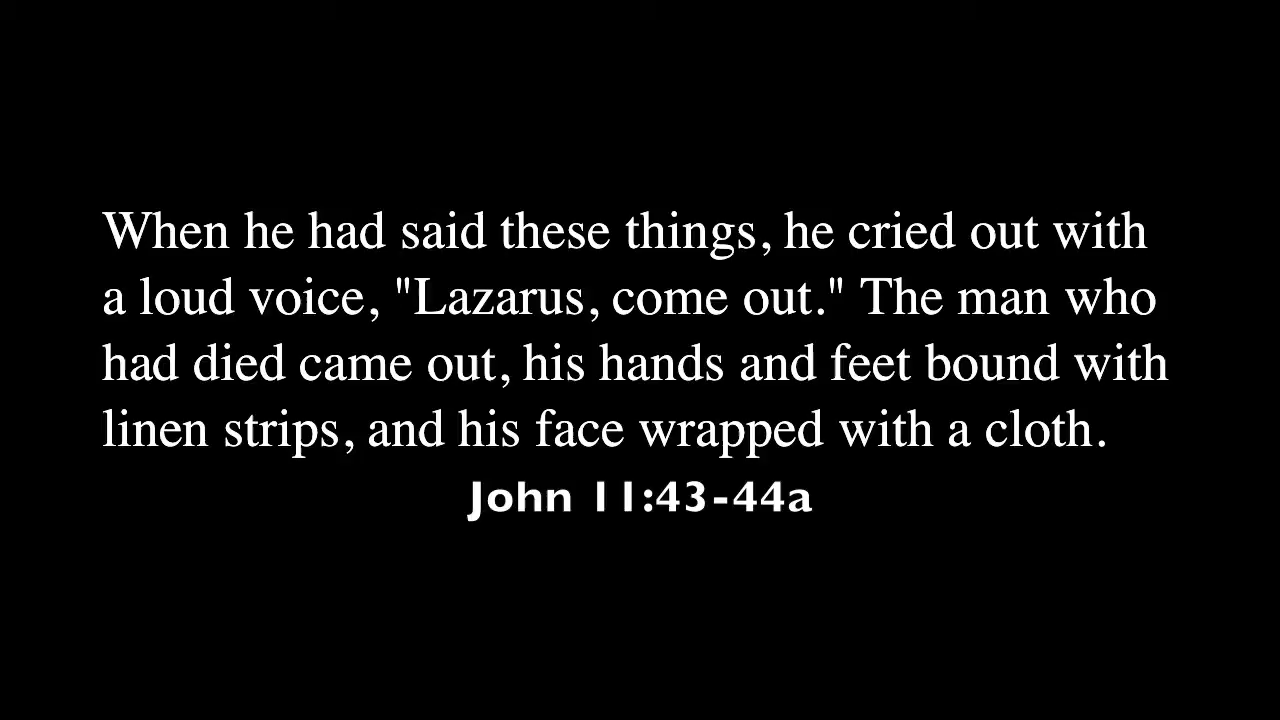 When he had said these things, he cried out with
a loud voice, "Lazarus, come out." The man who
had died came out, his hands and feet bound with
linen strips, and his face wrapped with a cloth.
John 11:43-44a